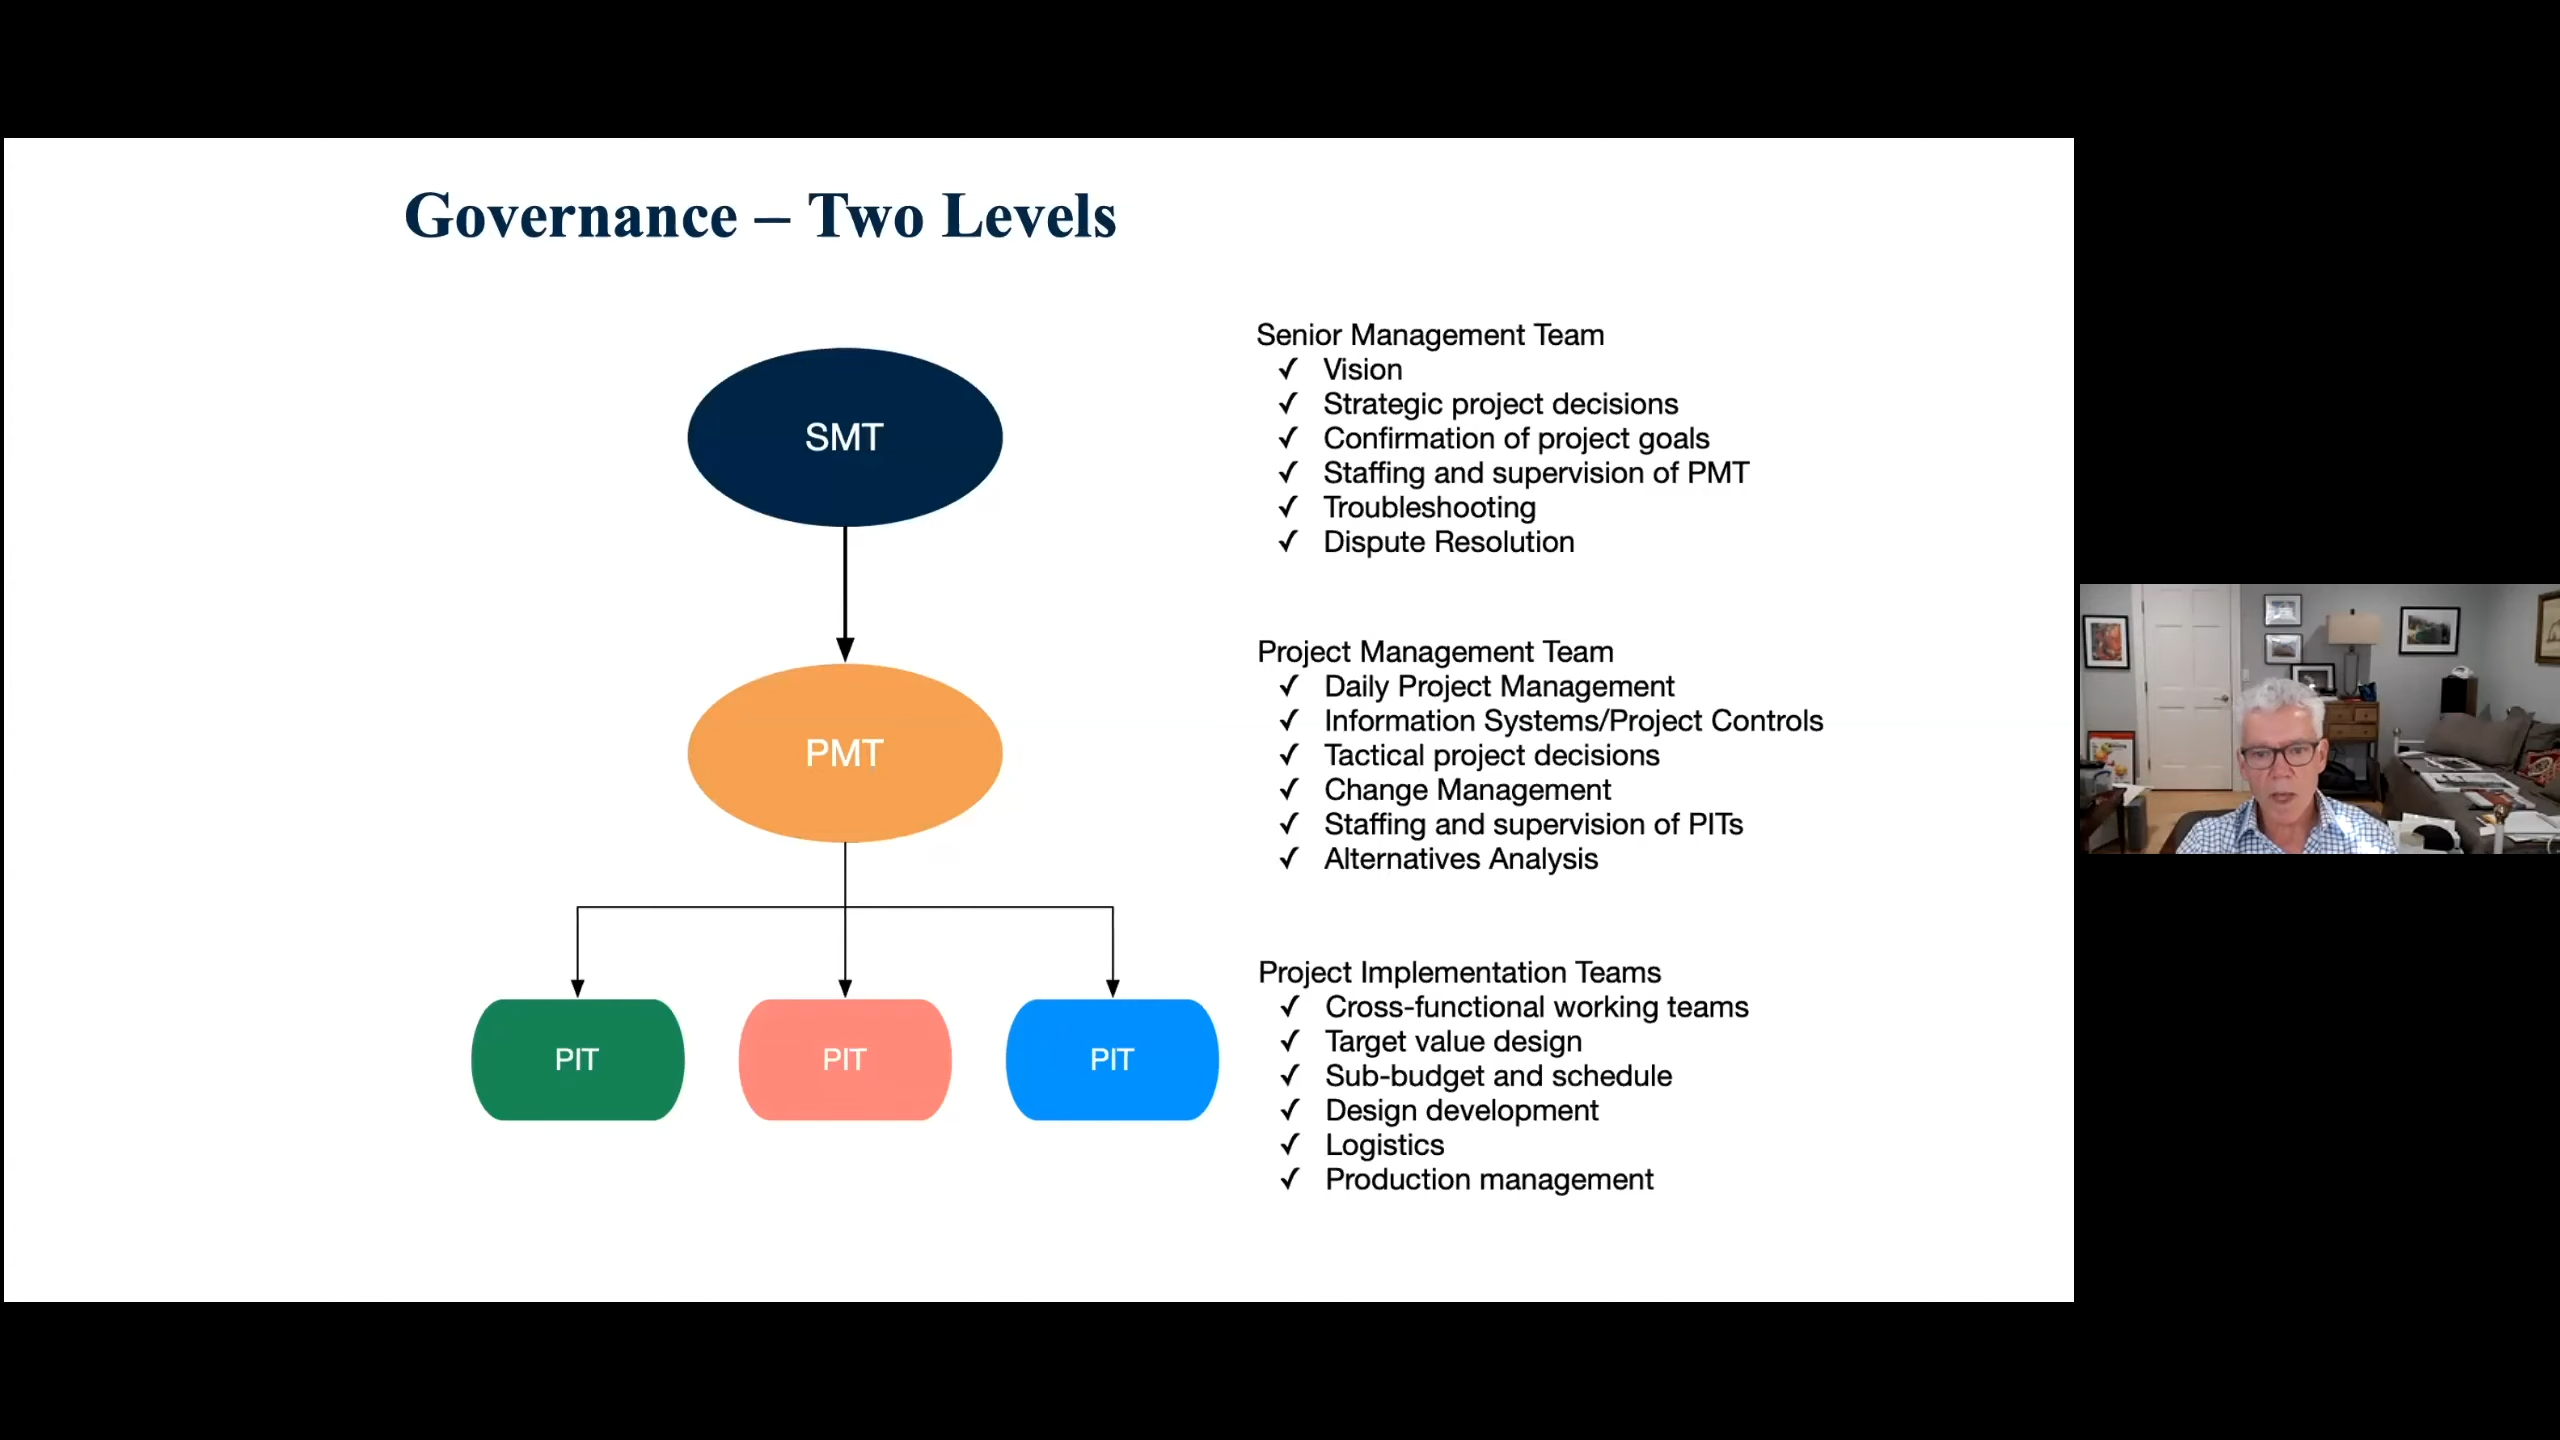 Governance – Two Levels
SMT
Senior Management Team
✓ Vision
✓ Strategic project decisions
✓ Confirmation of project goals
✓ Staffing and supervision of PMT
✓ Troubleshooting
✓ Dispute Resolution
PMT
Project Management Team
✓ Daily Project Management
✓ Information Systems/Project Controls
✓ Tactical project decisions
✓ Change Management
✓ Staffing and supervision of PITs
✓ Alternatives Analysis
PIT
PIT
PIT
Project Implementation Teams
✓ Cross-functional working teams
✓ Target value design
✓ Sub-budget and schedule
✓ Design development
✓ Logistics
✓ Production management